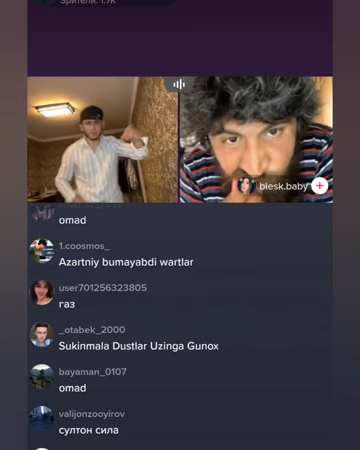 Зрители: 1.7K
blesk.baby
omad
1.coosmos_
Azartniy bumayabdi wartlar
user701256323805
газ
_otabek_2000
Sukinmala Dustlar Uzinga Gunox
bayaman_0107
omad
valijonzooyirov
султон сила